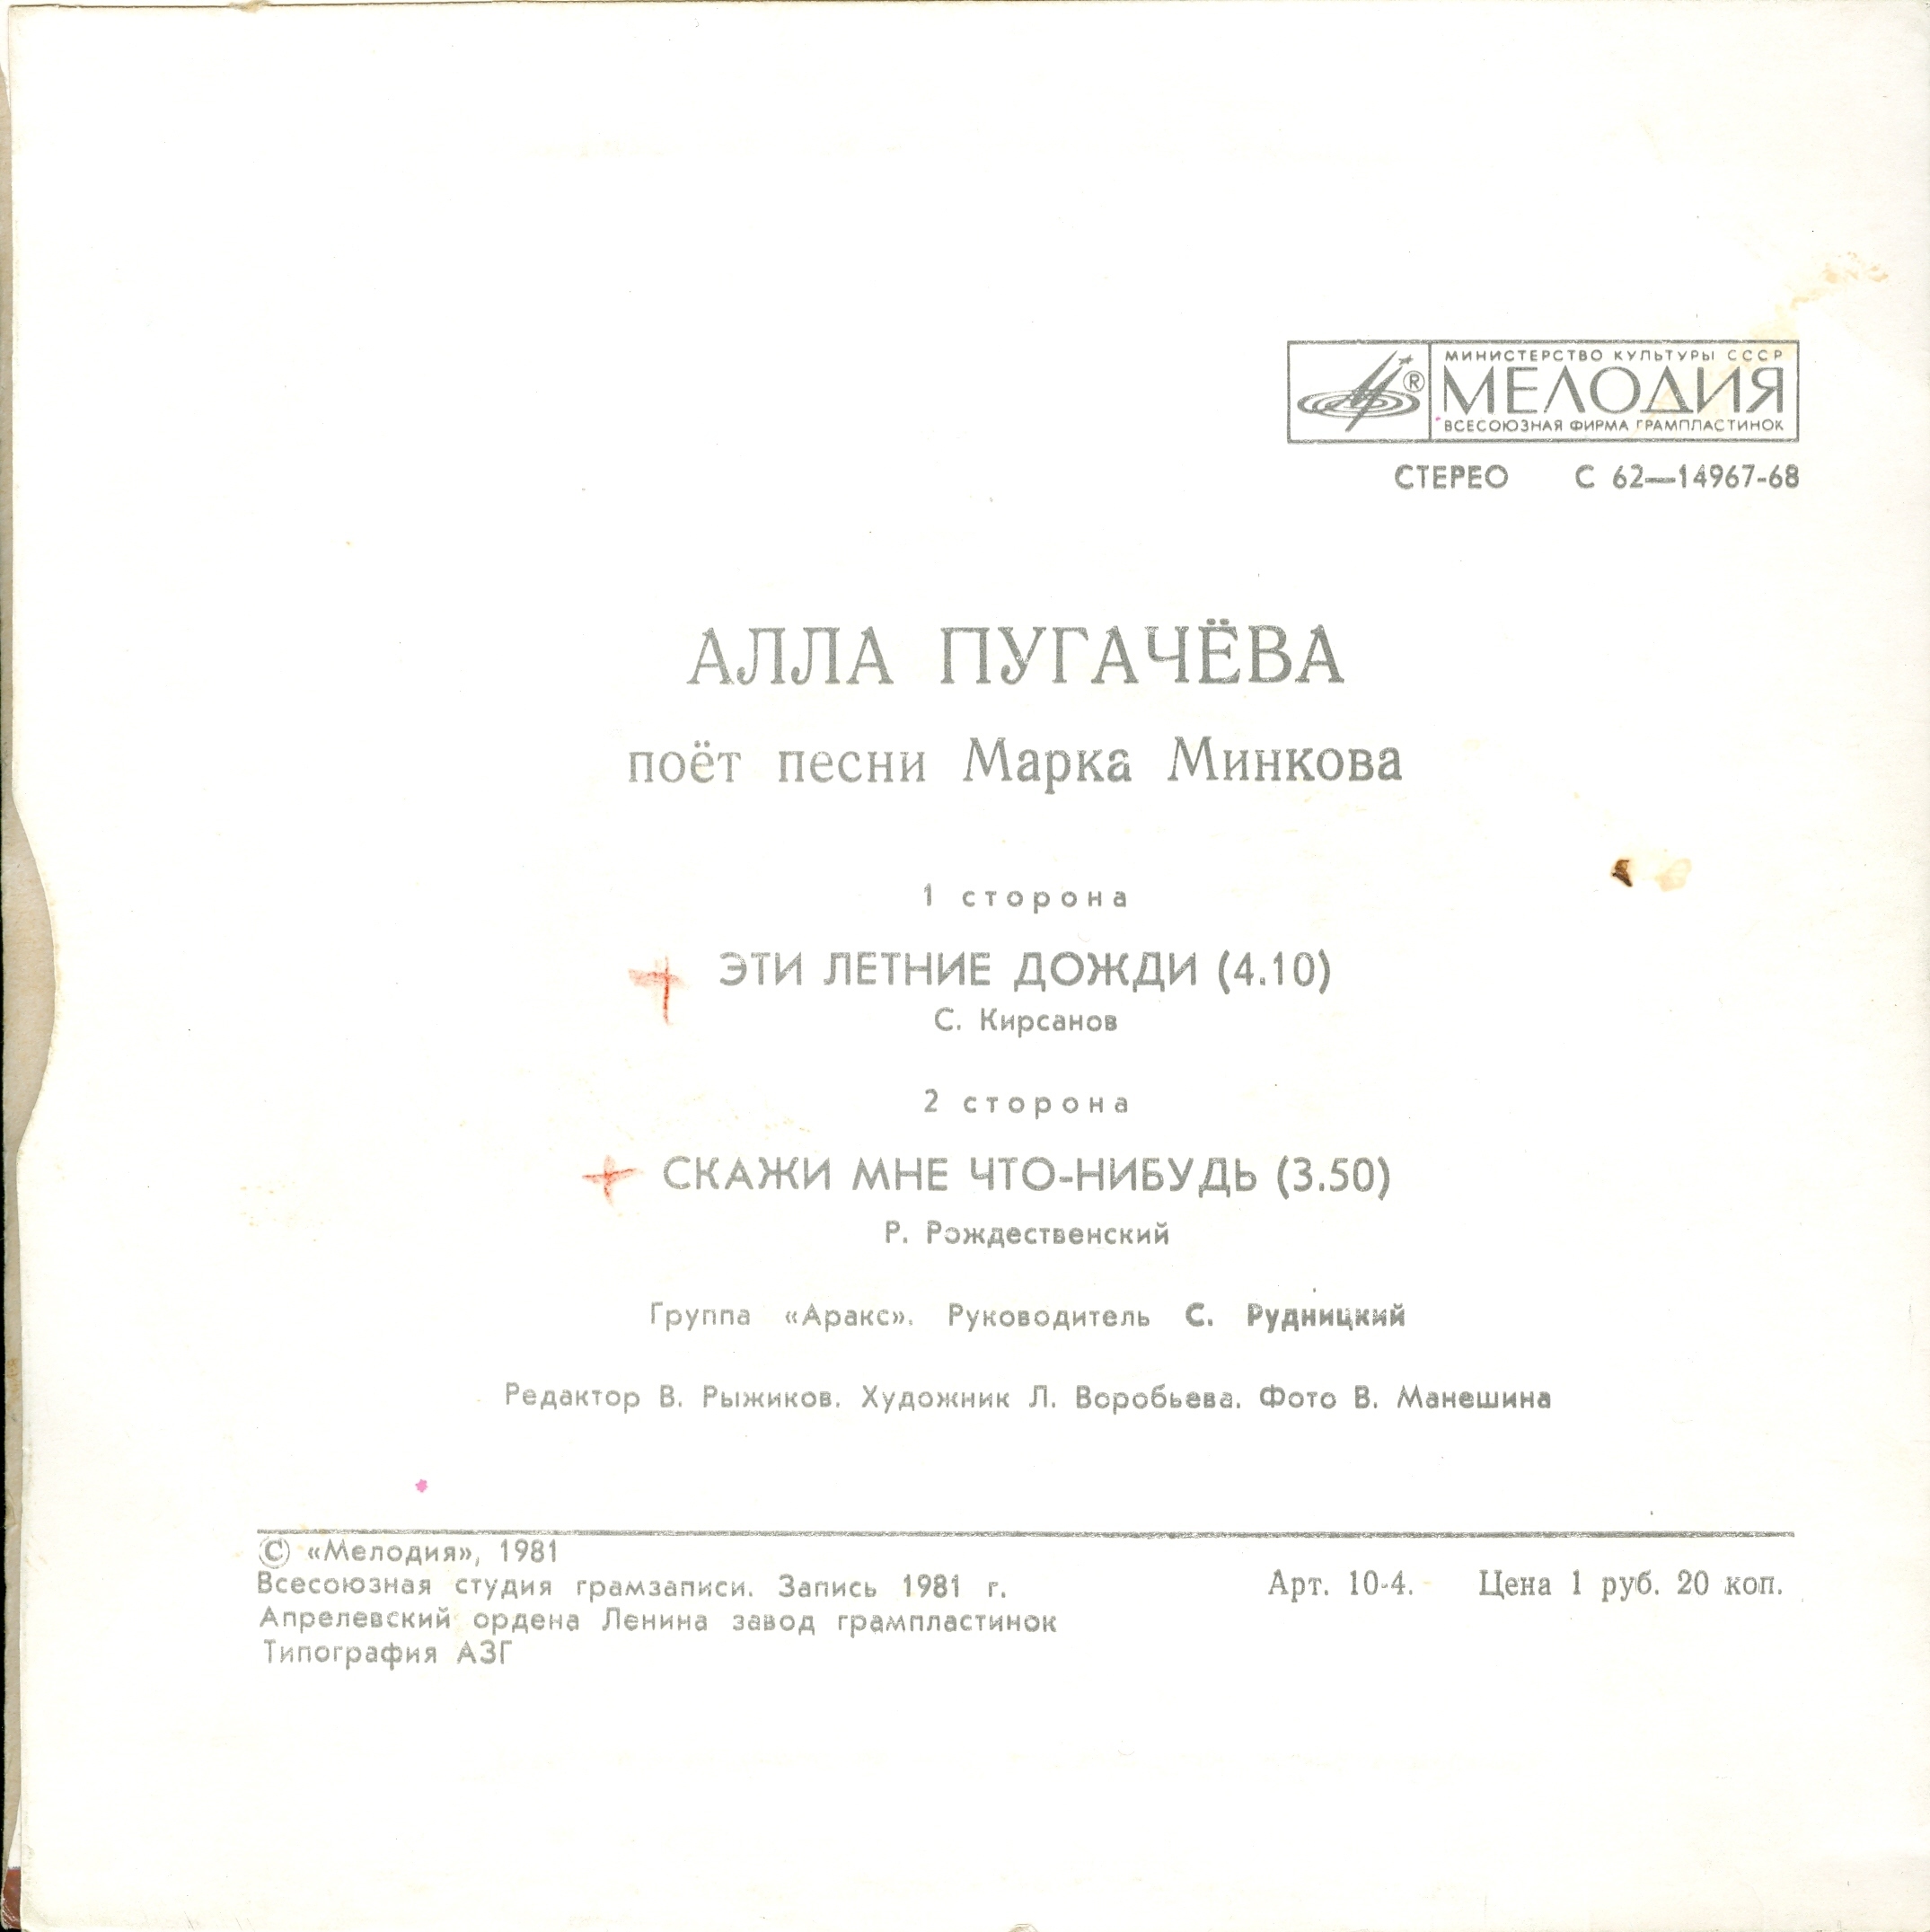 МИНИСТЕРСТВО КУЛЬТУРЫ СССР
® МЕЛОДИЯ
ВСЕСОЮЗНАЯ ФИРМА ГРАМПЛАСТИНОК
СТЕРЕО С 62—14967-68
АЛЛА ПУГАЧЁВА
поёт песни Марка Минкова
1 сторона
ЭТИ ЛЕТНИЕ ДОЖДИ (4.10)
С. Кирсанов
2 сторона
СКАЖИ МНЕ ЧТО-НИБУДЬ (3.50)
Р. Рождественский
Группа «Аракс». Руководитель С. Рудницкий
Редактор В. Рыжиков. Художник Л. Воробьева. Фото В. Манешина
© «Мелодия», 1981
Всесоюзная студия грамзаписи. Запись 1981 г.
Арт. 10-4. Цена 1 руб. 20 коп.
Апрелевский ордена Ленина завод грампластинок
Типография АЗГ